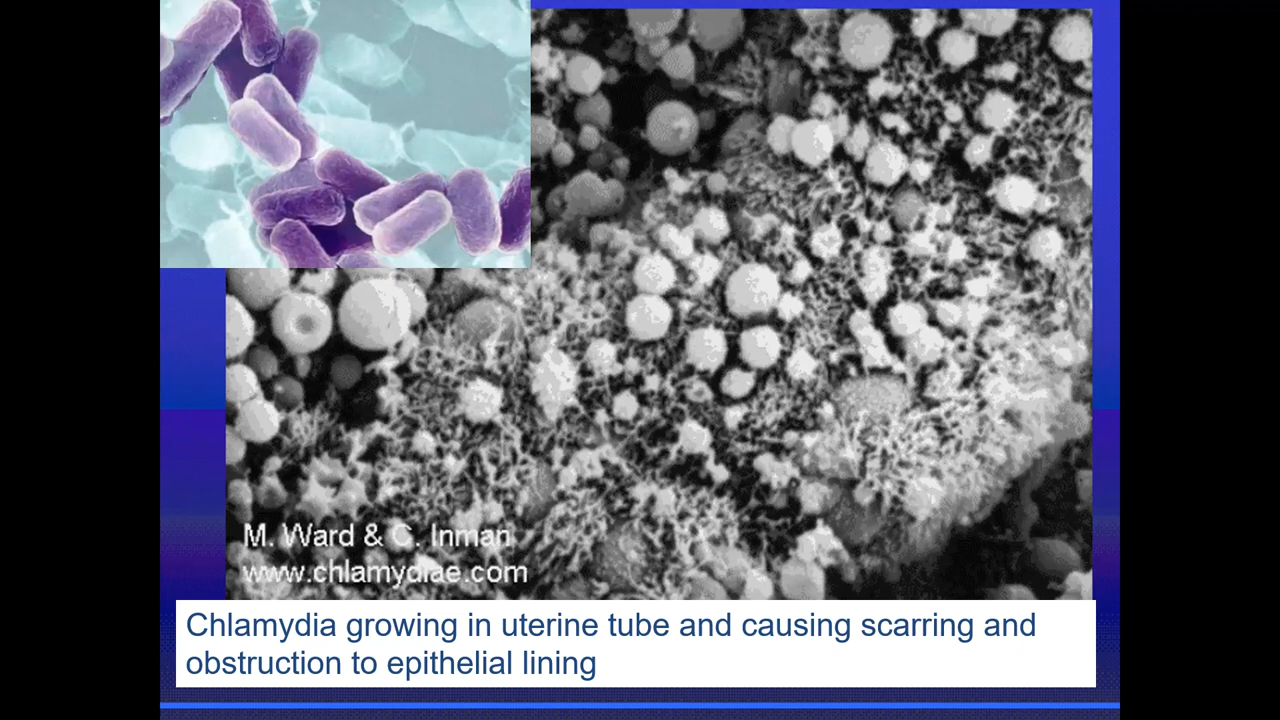 M. Ward & C. Inman
www.chlamydiae.com
Chlamydia growing in uterine tube and causing scarring and
obstruction to epithelial lining